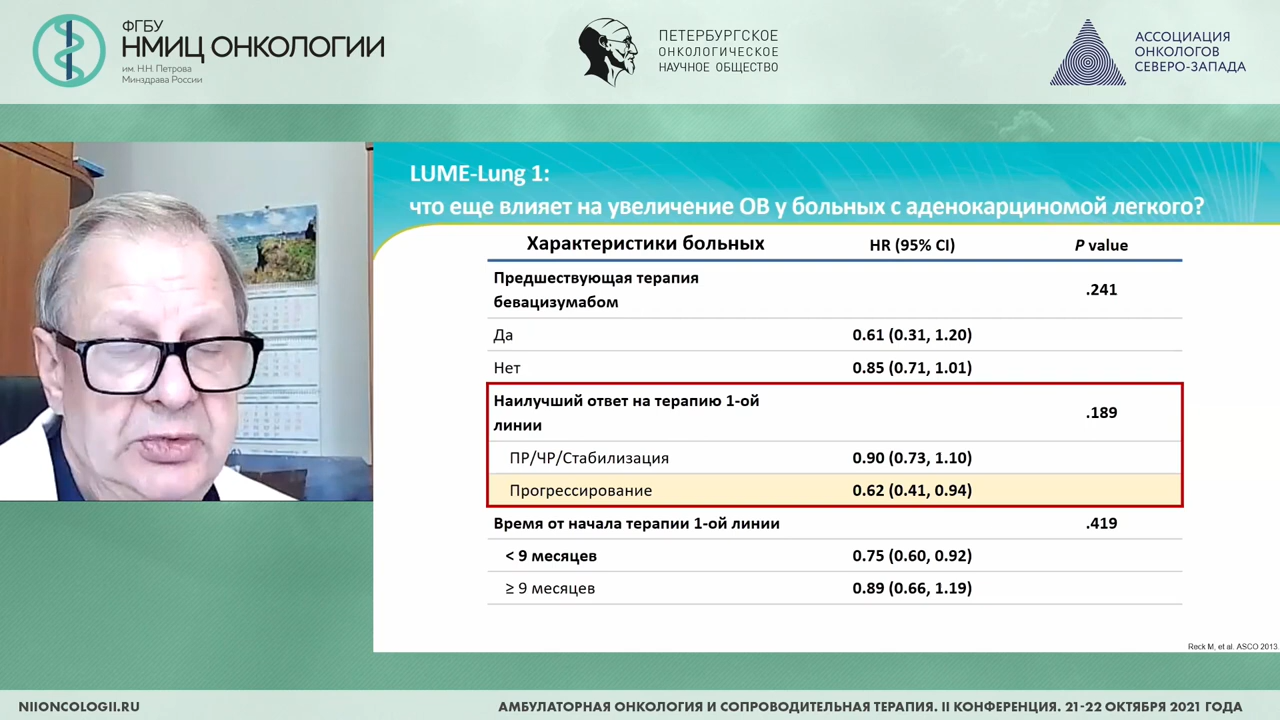 ФГБУ
НМИЦ ОНКОЛОГИИ
им. Н.Н. Петрова
Минздрава России
ПЕТЕРБУРГСКОЕ
ОНКОЛОГИЧЕСКОЕ
НАУЧНОЕ ОБЩЕСТВО
АССОЦИАЦИЯ
ОНКОЛОГОВ
СЕВЕРО-ЗАПАДА
LUME-Lung 1:
что еще влияет на увеличение ОВ у больных с аденокарциномой легкого?
Характеристики больных HR (95% CI) P value
Предшествующая терапия
бевацизумабом .241
Да 0.61 (0.31, 1.20)
Нет 0.85 (0.71, 1.01)
Наилучший ответ на терапию 1-ой
линии .189
ПР/ЧР/Стабилизация 0.90 (0.73, 1.10)
Прогрессирование 0.62 (0.41, 0.94)
Время от начала терапии 1-ой линии .419
< 9 месяцев 0.75 (0.60, 0.92)
≥ 9 месяцев 0.89 (0.66, 1.19)
Reck M, et al. ASCO 2013.
NIIONCOLOGII.RU
АМБУЛАТОРНАЯ ОНКОЛОГИЯ И СОПРОВОДИТЕЛЬНАЯ ТЕРАПИЯ. II КОНФЕРЕНЦИЯ. 21-22 ОКТЯБРЯ 2021 ГОДА